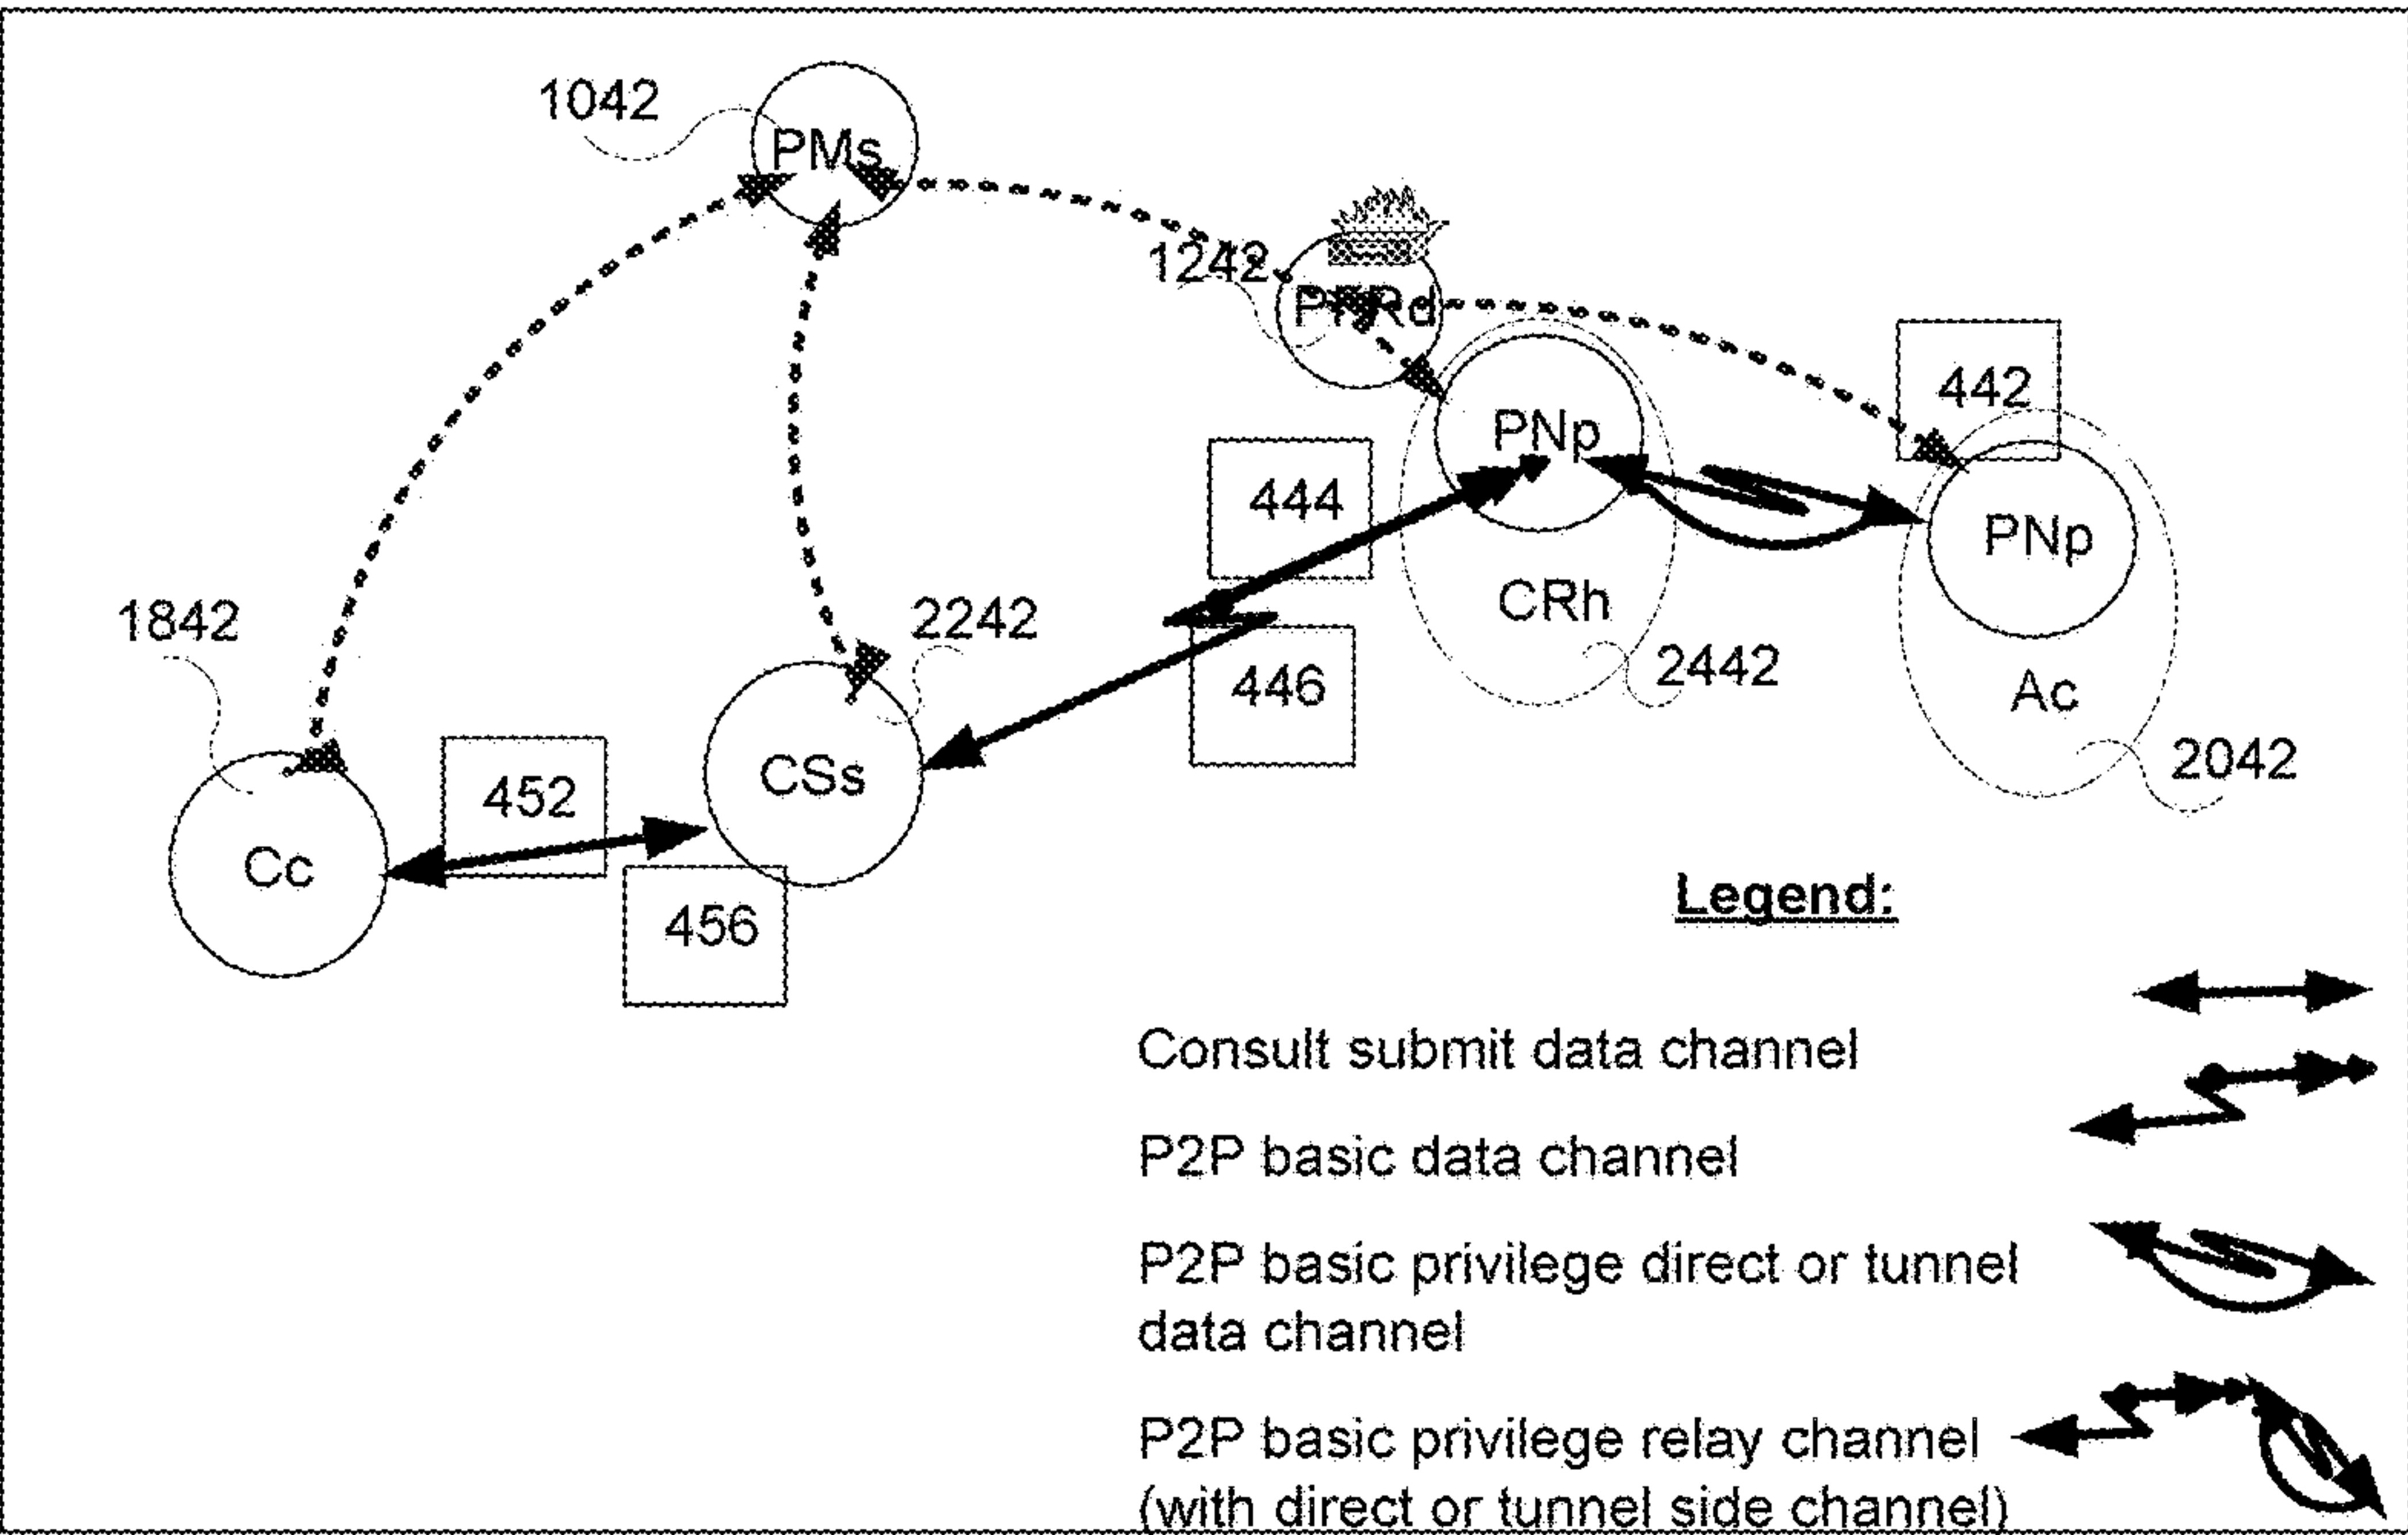 1042
PMs
1242
PFRd
442
PNp
444
PNp
CRh
1842
2242
446
2442
Ac
2042
CSs
452
Cc
456
Legend:
Consult submit data channel
P2P basic data channel
P2P basic privilege direct or tunnel
data channel
P2P basic privilege relay channel
(with direct or tunnel side channel)